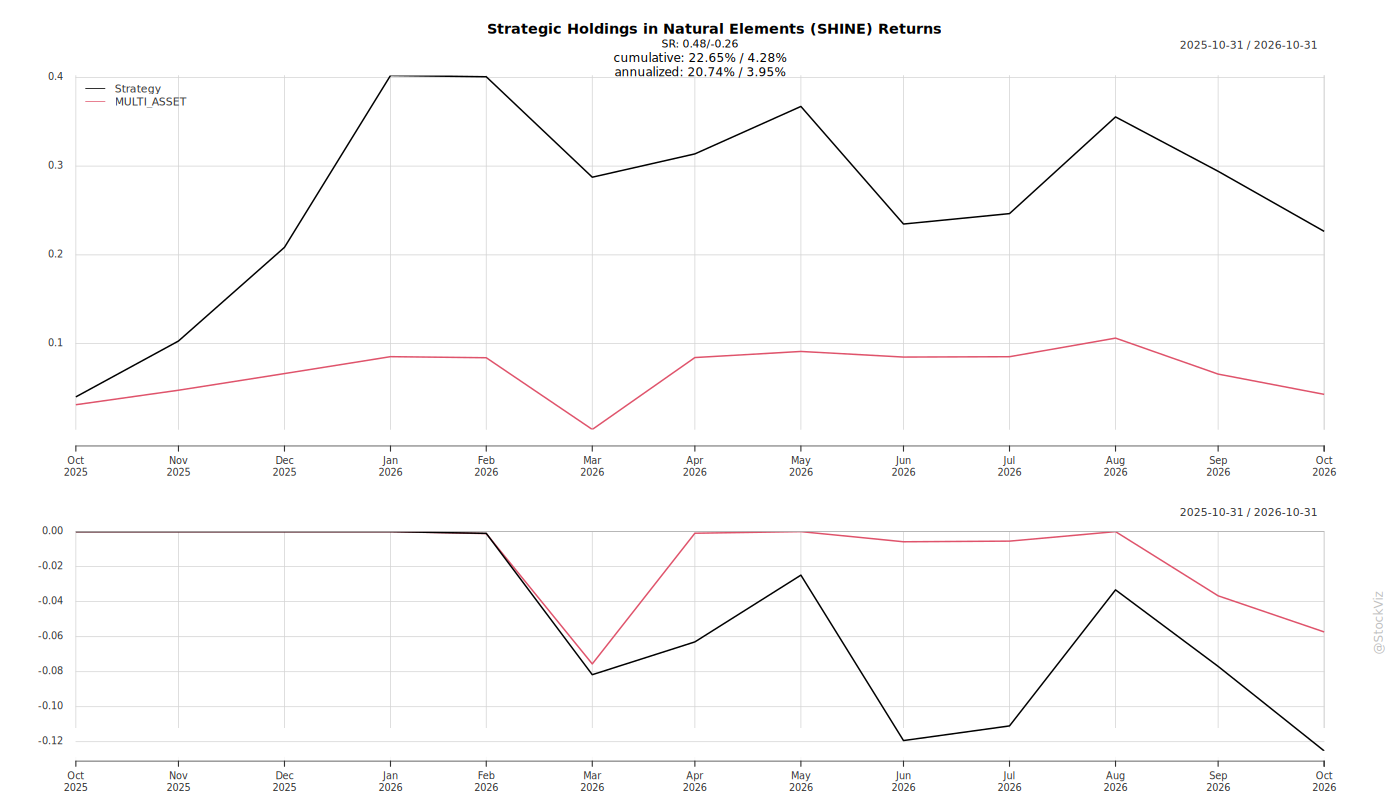 Strategic Holdings in Natural Elements (SHINE) Returns
SR: 0.48/-0.26
cumulative: 22.65% / 4.28%
annualized: 20.74% / 3.95%
2025-10-31 / 2026-10-31
Strategy
MULTI_ASSET
0.4
0.3
0.2
0.1
Oct Nov Dec Jan Feb Mar Apr May Jun Jul Aug Sep Oct
2025 2025 2025 2026 2026 2026 2026 2026 2026 2026 2026 2026 2026
2025-10-31 / 2026-10-31
0.00
-0.02
-0.04
-0.06
-0.08
-0.10
-0.12
Oct Nov Dec Jan Feb Mar Apr May Jun Jul Aug Sep Oct
2025 2025 2025 2026 2026 2026 2026 2026 2026 2026 2026 2026 2026
@StockViz